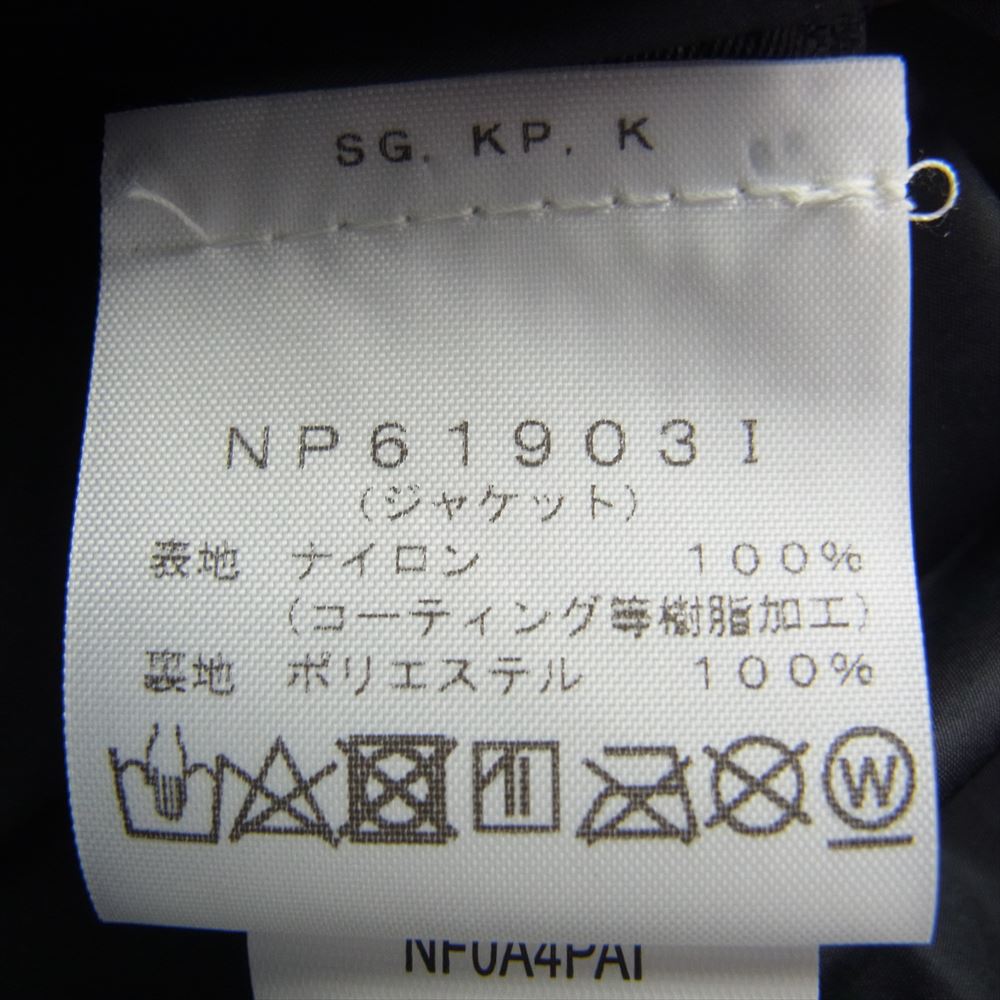 SG. KP. K
NP61903I
(ジャケット)
表地 ナイロン 100%
(コーティング等樹脂加工)
裏地 ポリエステル 100%
W